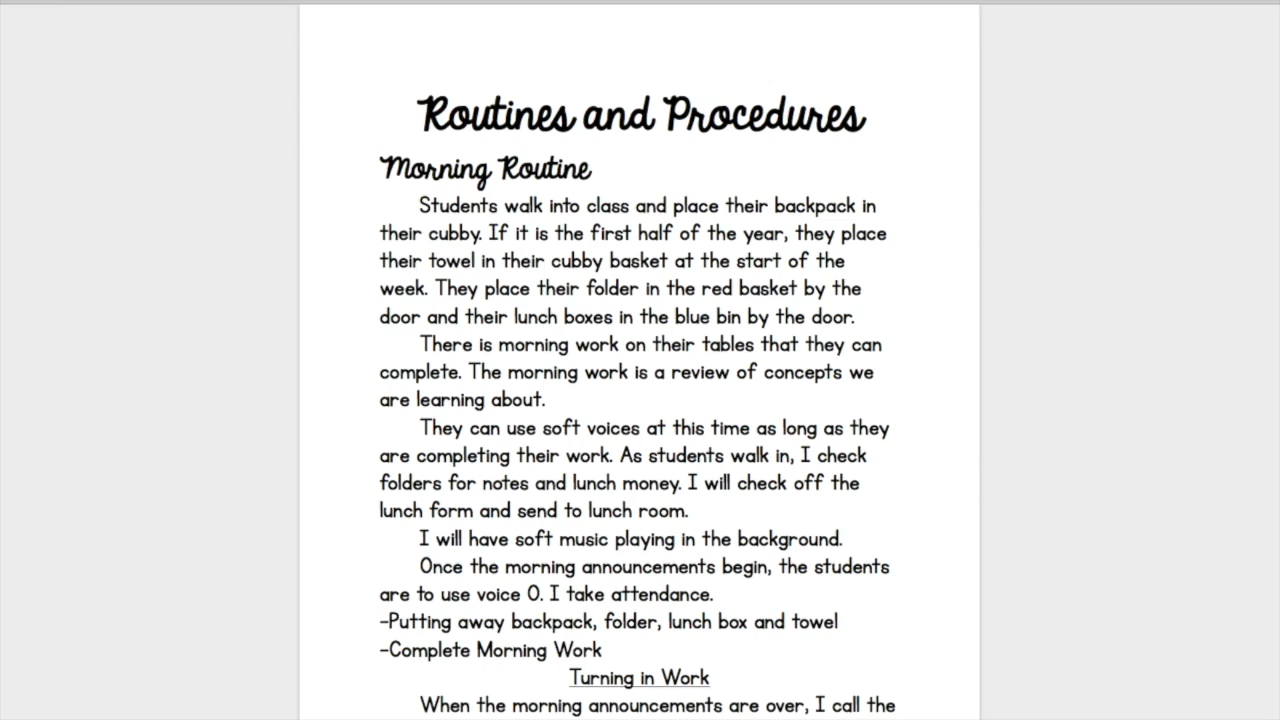 Routines and Procedures
Morning Routine
Students walk into class and place their backpack in
their cubby. If it is the first half of the year, they place
their towel in their cubby basket at the start of the
week. They place their folder in the red basket by the
door and their lunch boxes in the blue bin by the door.
There is morning work on their tables that they can
complete. The morning work is a review of concepts we
are learning about.
They can use soft voices at this time as long as they
are completing their work. As students walk in, I check
folders for notes and lunch money. I will check off the
lunch form and send to lunch room.
I will have soft music playing in the background.
Once the morning announcements begin, the students
are to use voice 0. I take attendance.
-Putting away backpack, folder, lunch box and towel
-Complete Morning Work
Turning in Work
When the morning announcements are over, I call the